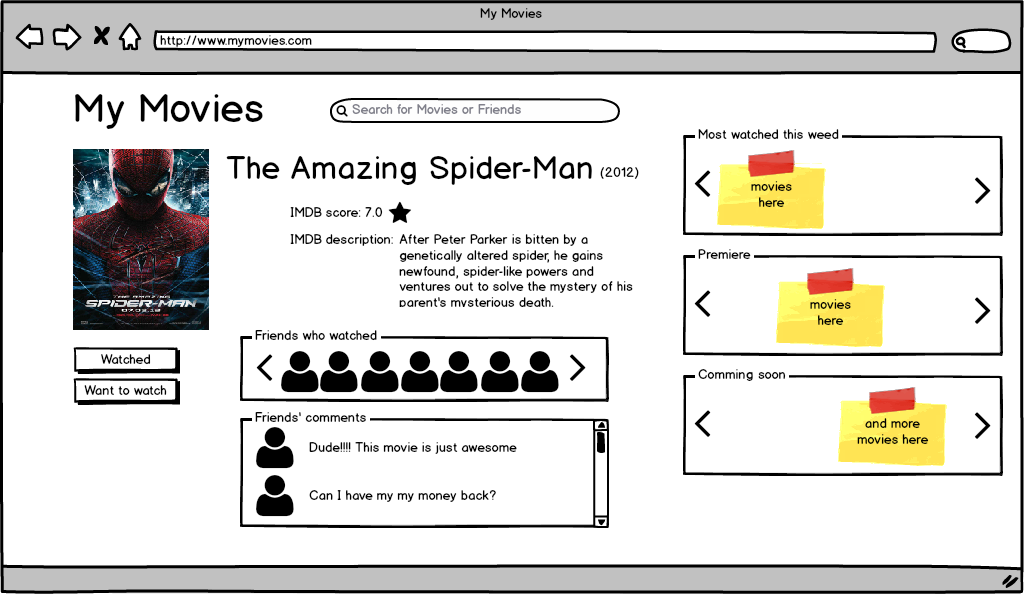 My Movies
http://www.mymovies.com
My Movies
Search for Movies or Friends
THE AMAZING
SPIDER-MAN
07.03.12
The Amazing Spider-Man (2012)
IMDB score: 7.0
IMDB description: After Peter Parker is bitten by a
genetically altered spider, he gains
newfound, spider-like powers and
ventures out to solve the mystery of his
parent's mysterious death.
Watched
Want to watch
Friends who watched
Friends' comments
Dude!!!! This movie is just awesome
Can I have my my money back?
Most watched this weed
movies
here
Premiere
movies
here
Comming soon
and more
movies here